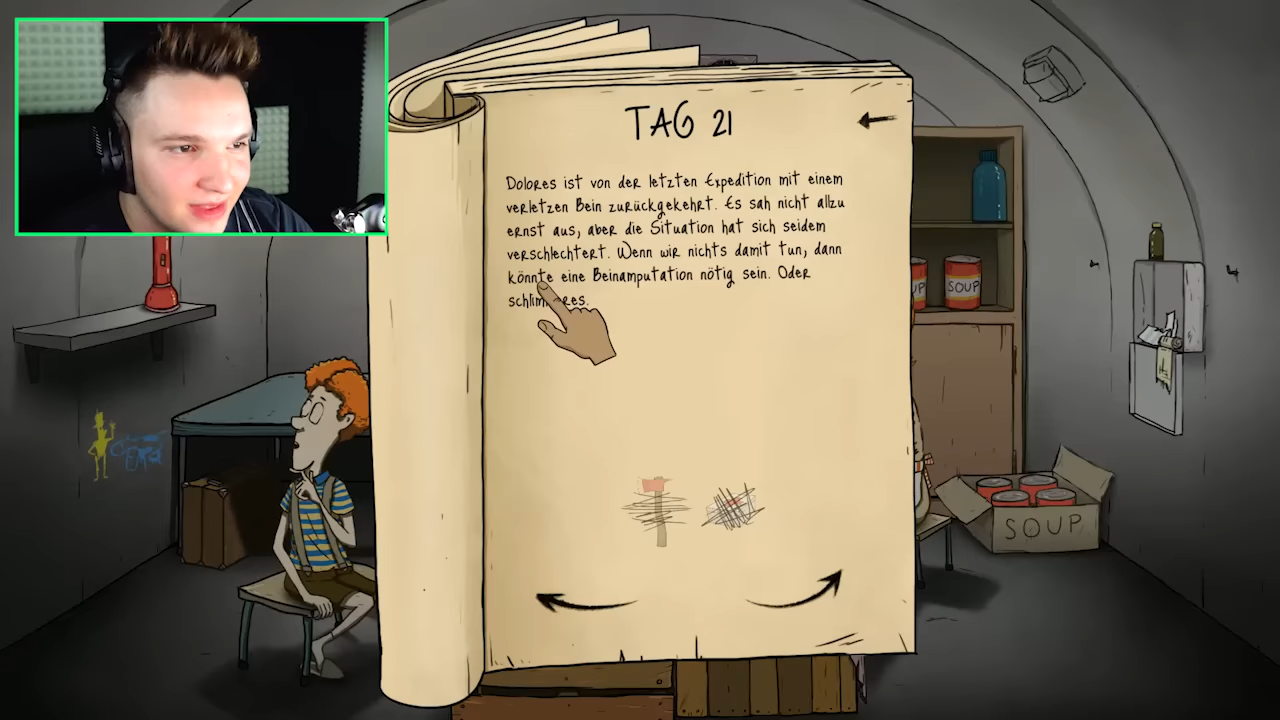 TAG 21
Dolores ist von der letzten Expedition mit einem
verletzen Bein zurückgekehrt. Es sah nicht allzu
ernst aus, aber die Situation hat sich seidem
verschlechtert. Wenn wir nichts damit tun, dann
könnte eine Beinamputation nötig sein. Oder
UP
SOUP
SOUP